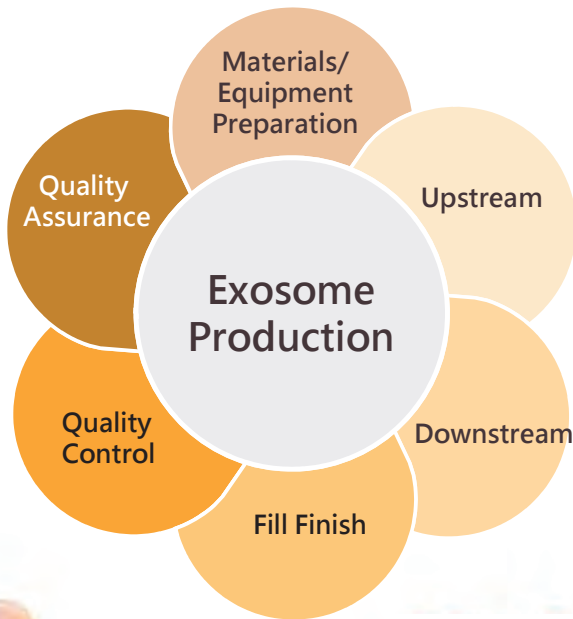 Materials/
Equipment
Preparation
Upstream
Downstream
Fill Finish
Quality
Control
Quality
Assurance
Exosome
Production